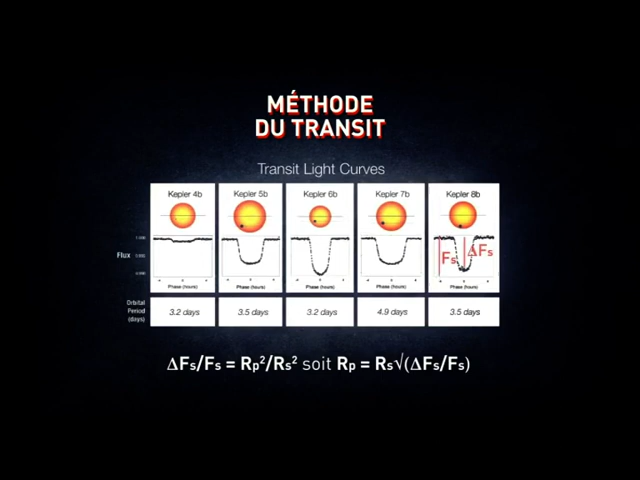 MÉTHODE
DU TRANSIT
Transit Light Curves
Kepler 4b Kepler 5b Kepler 6b Kepler 7b Kepler 8b
Flux
Fs ΔFs
Phase (hours) Phase (hours) Phase (hours) Phase (hours) Phase (hours)
Orbital
Period
(days)
3.2 days 3.5 days 3.2 days 4.9 days 3.5 days
ΔFs/Fs = Rp²/Rs² soit Rp = Rs√(ΔFs/Fs)